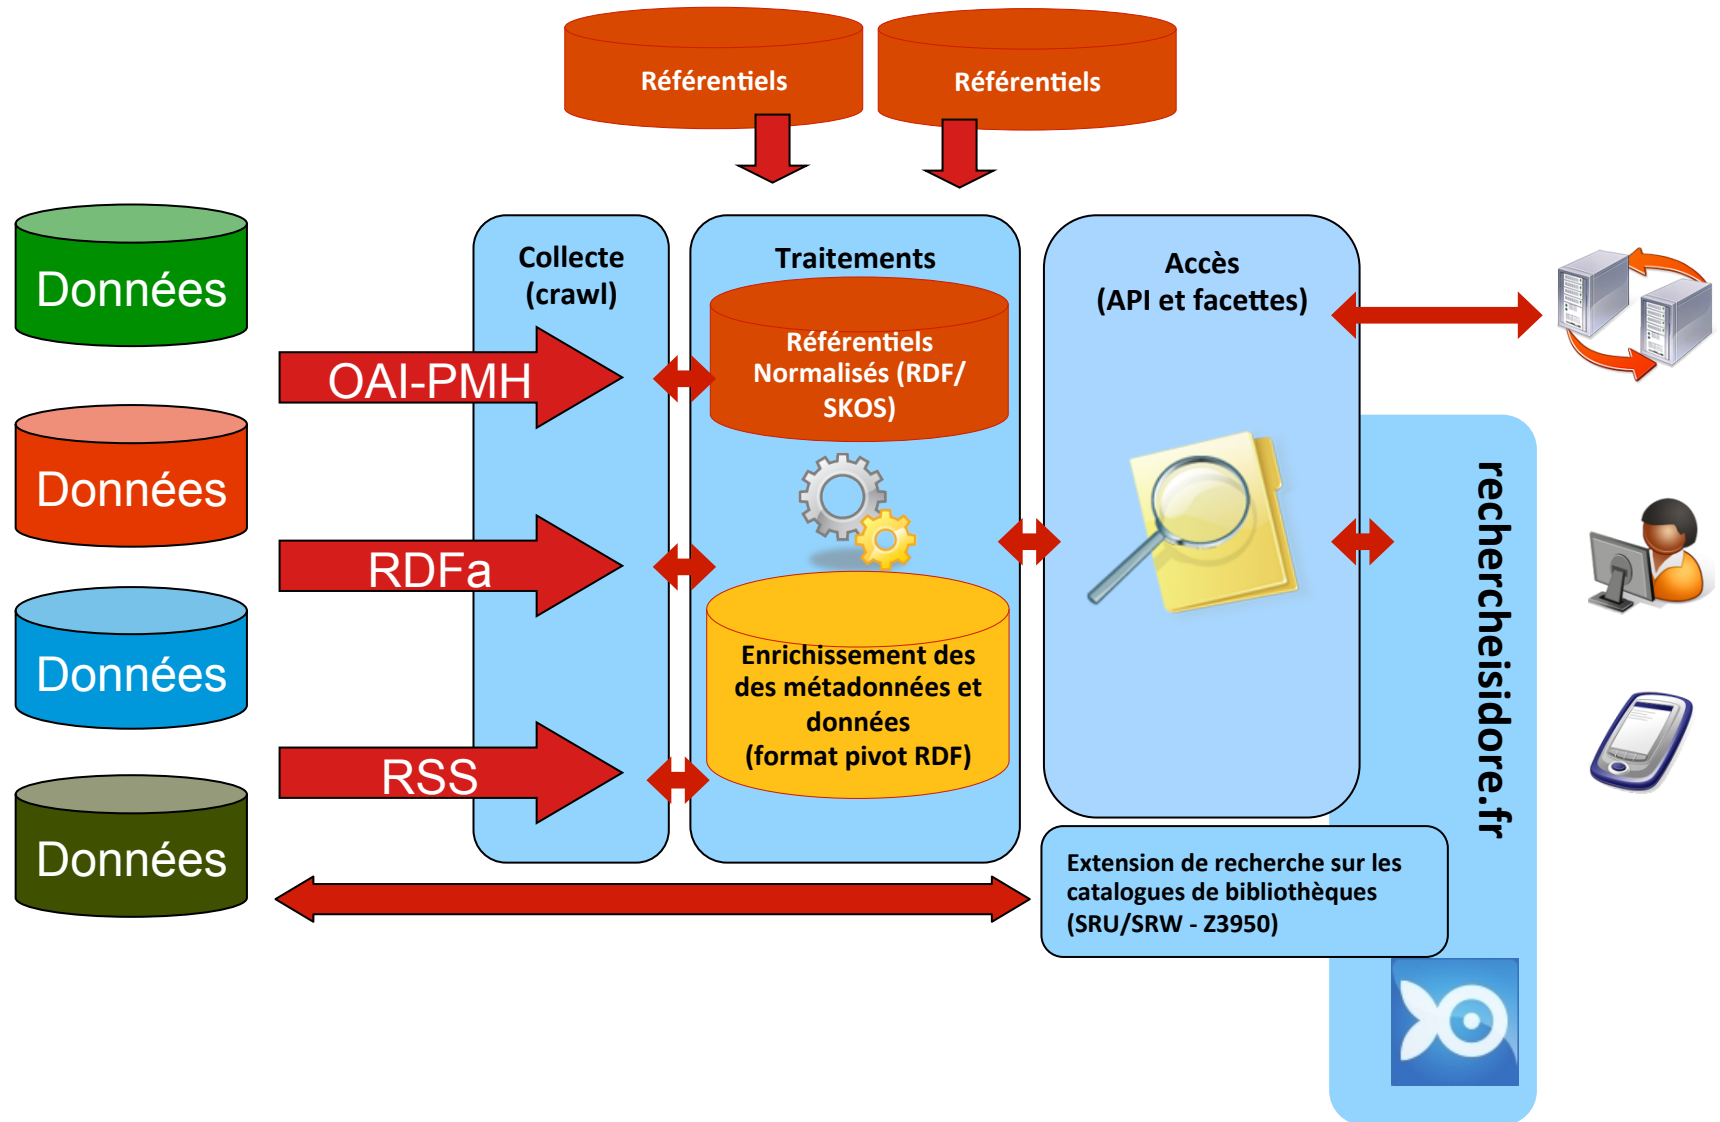 Référentiels
Référentiels
Données
Données
Données
Données
Collecte
(crawl)
OAI-PMH
RDFa
RSS
Traitements
Référentiels
Normalisés (RDF/
SKOS)
Enrichissement des
des métadonnées et
données
(format pivot RDF)
Accès
(API et facettes)
Extension de recherche sur les
catalogues de bibliothèques
(SRU/SRW - Z3950)
rechercheisidore.fr